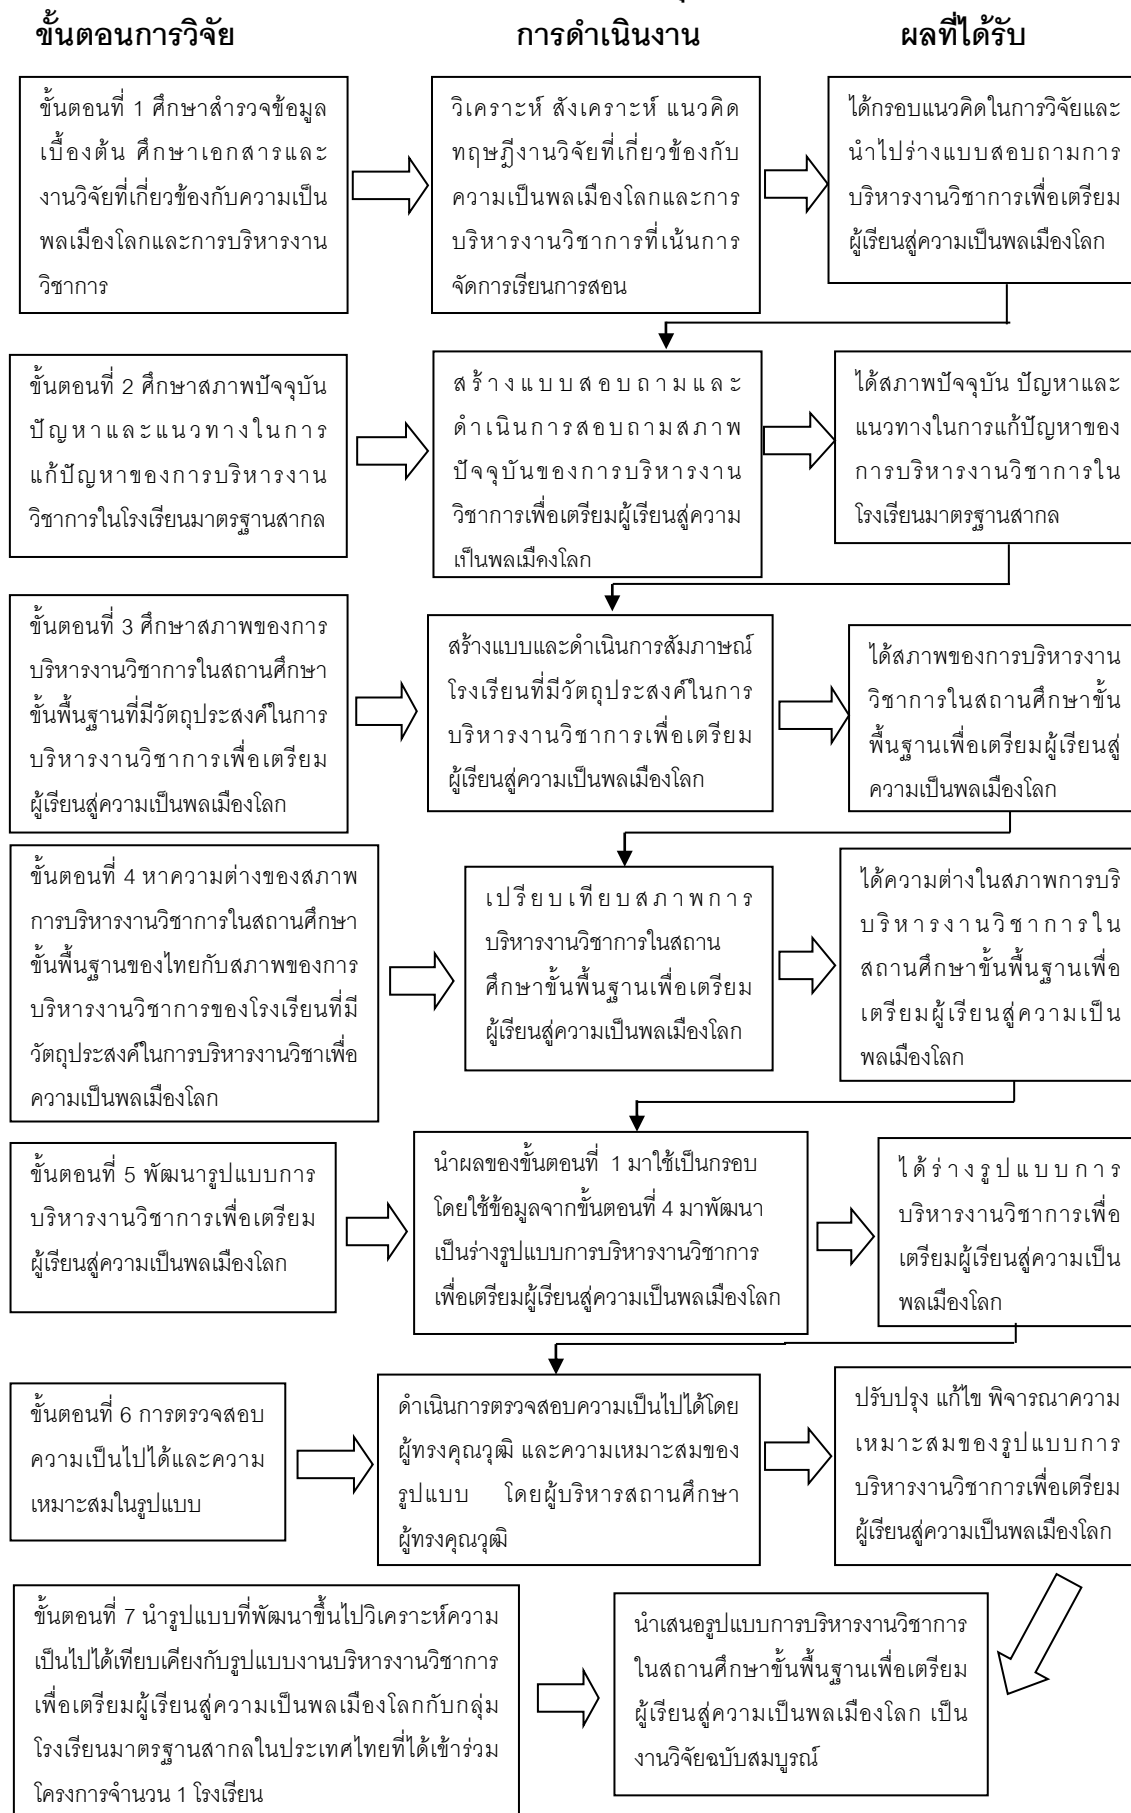 ขั้นตอนการวิจัย
การดำเนินงาน
ผลที่ได้รับ
ขั้นตอนที่ 1 ศึกษาสำรวจข้อมูล
เบื้องต้น ศึกษาเอกสารและ
งานวิจัยที่เกี่ยวข้องกับความเป็น
พลเมืองโลกและการบริหารงาน
วิชาการ
วิเคราะห์ สังเคราะห์ แนวคิด
ทฤษฎีงานวิจัยที่เกี่ยวข้องกับ
ความเป็นพลเมืองโลกและการ
บริหารงานวิชาการที่เน้นการ
จัดการเรียนการสอน
ได้กรอบแนวคิดในการวิจัยและ
นำไปร่างแบบสอบถามการ
บริหารงานวิชาการเพื่อเตรียม
ผู้เรียนสู่ความเป็นพลเมืองโลก
ขั้นตอนที่ 2 ศึกษาสภาพปัจจุบัน
ปัญหาและแนวทางในการ
แก้ปัญหาของการบริหารงาน
วิชาการในโรงเรียนมาตรฐานสากล
สร้างแบบสอบถามและ
ดำเนินการสอบถามสภาพ
ปัจจุบันของการบริหารงาน
วิชาการเพื่อเตรียมผู้เรียนสู่ความ
เป็นพลเมืองโลก
ได้สภาพปัจจุบัน ปัญหาและ
แนวทางในการแก้ปัญหาของ
การบริหารงานวิชาการใน
โรงเรียนมาตรฐานสากล
ขั้นตอนที่ 3 ศึกษาสภาพของการ
บริหารงานวิชาการในสถานศึกษา
ขั้นพื้นฐานที่มีวัตถุประสงค์ในการ
บริหารงานวิชาการเพื่อเตรียม
ผู้เรียนสู่ความเป็นพลเมืองโลก
สร้างแบบและดำเนินการสัมภาษณ์
โรงเรียนที่มีวัตถุประสงค์ในการ
บริหารงานวิชาการเพื่อเตรียม
ผู้เรียนสู่ความเป็นพลเมืองโลก
ได้สภาพของการบริหารงาน
วิชาการในสถานศึกษาขั้น
พื้นฐานเพื่อเตรียมผู้เรียนสู่
ความเป็นพลเมืองโลก
ขั้นตอนที่ 4 หาความต่างของสภาพ
การบริหารงานวิชาการในสถานศึกษา
ขั้นพื้นฐานของไทยกับสภาพของการ
บริหารงานวิชาการของโรงเรียนที่มี
วัตถุประสงค์ในการบริหารงานวิชาเพื่อ
ความเป็นพลเมืองโลก
เปรียบเทียบสภาพการ
บริหารงานวิชาการในสถาน
ศึกษาขั้นพื้นฐานเพื่อเตรียม
ผู้เรียนสู่ความเป็นพลเมืองโลก
ได้ความต่างในสภาพการบริ
บริหารงานวิชาการใน
สถานศึกษาขั้นพื้นฐานเพื่อ
เตรียมผู้เรียนสู่ความเป็น
พลเมืองโลก
ขั้นตอนที่ 5 พัฒนารูปแบบการ
บริหารงานวิชาการเพื่อเตรียม
ผู้เรียนสู่ความเป็นพลเมืองโลก
นำผลของขั้นตอนที่ 1 มาใช้เป็นกรอบ
โดยใช้ข้อมูลจากขั้นตอนที่ 4 มาพัฒนา
เป็นร่างรูปแบบการบริหารงานวิชาการ
เพื่อเตรียมผู้เรียนสู่ความเป็นพลเมืองโลก
ได้ร่างรูปแบบการ
บริหารงานวิชาการเพื่อ
เตรียมผู้เรียนสู่ความเป็น
พลเมืองโลก
ขั้นตอนที่ 6 การตรวจสอบ
ความเป็นไปได้และความ
เหมาะสมในรูปแบบ
ดำเนินการตรวจสอบความเป็นไปได้โดย
ผู้ทรงคุณวุฒิ และความเหมาะสมของ
รูปแบบ โดยผู้บริหารสถานศึกษา
ผู้ทรงคุณวุฒิ
ปรับปรุง แก้ไข พิจารณาความ
เหมาะสมของรูปแบบการ
บริหารงานวิชาการเพื่อเตรียม
ผู้เรียนสู่ความเป็นพลเมืองโลก
ขั้นตอนที่ 7 นำรูปแบบที่พัฒนาขึ้นไปวิเคราะห์ความ
เป็นไปได้เทียบเคียงกับรูปแบบงานบริหารงานวิชาการ
เพื่อเตรียมผู้เรียนสู่ความเป็นพลเมืองโลกกับกลุ่ม
โรงเรียนมาตรฐานสากลในประเทศไทยที่ได้เข้าร่วม
โครงการจำนวน 1 โรงเรียน
นำเสนอรูปแบบการบริหารงานวิชาการ
ในสถานศึกษาขั้นพื้นฐานเพื่อเตรียม
ผู้เรียนสู่ความเป็นพลเมืองโลก เป็น
งานวิจัยฉบับสมบูรณ์